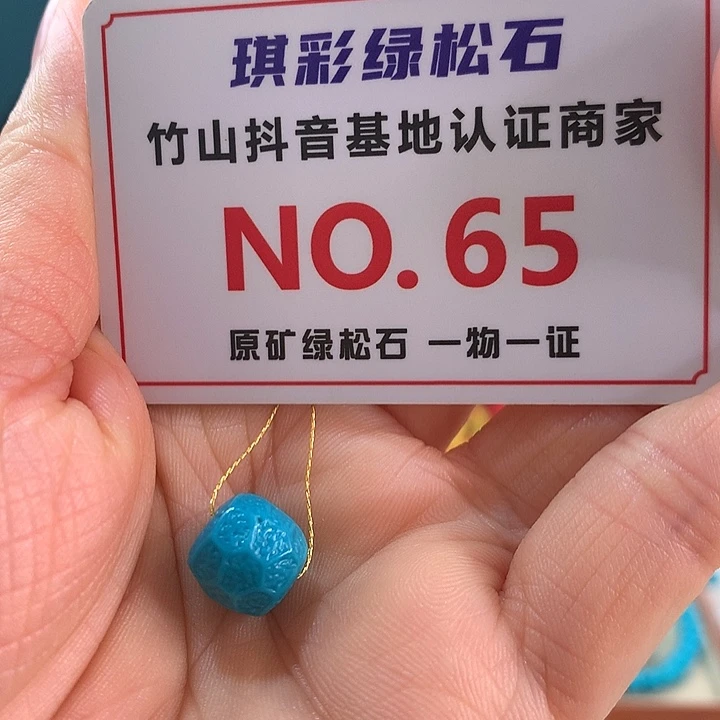 琪彩绿松石
竹山抖音基地认证商家
NO.65
原矿绿松石 一物一证